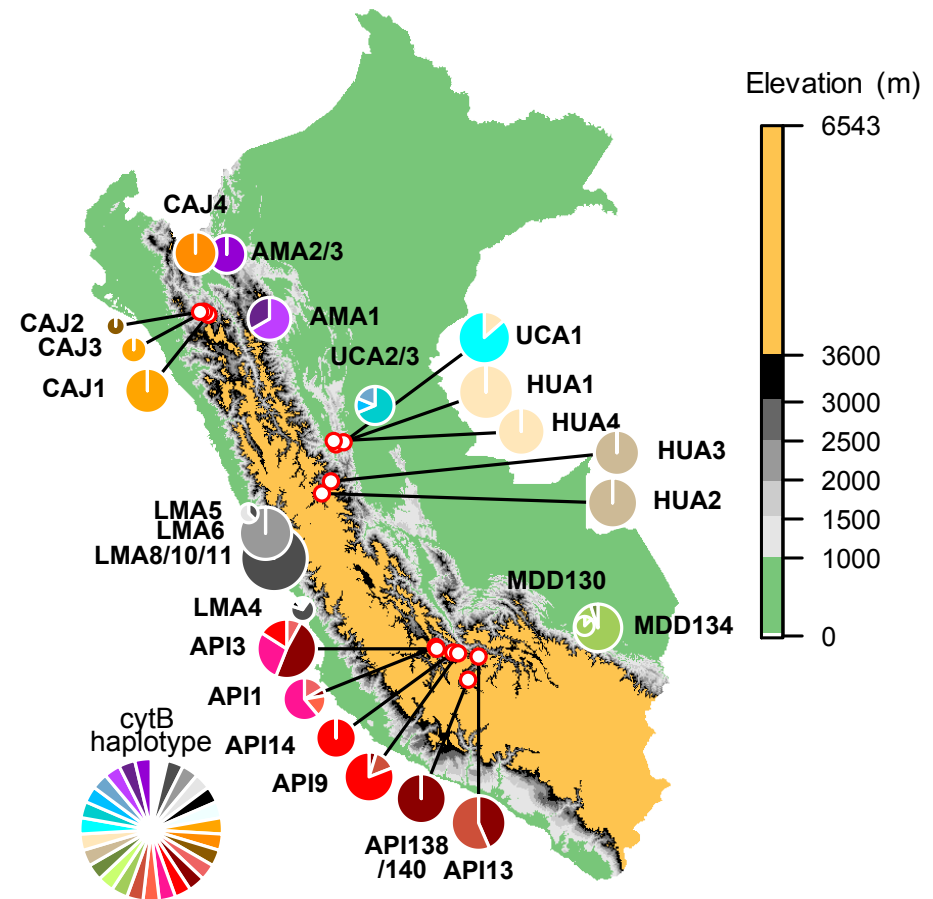 Elevation (m)
6543
3600
3000
2500
2000
1500
1000
0
CAJ4
AMA2/3
AMA1
CAJ2
CAJ3
CAJ1
UCA2/3
UCA1
HUA1
HUA4
HUA3
HUA2
LMA5
LMA6
LMA8/10/11
LMA4
MDD130
MDD134
API3
API1
API14
API9
API138
/140
API13
cytB
haplotype